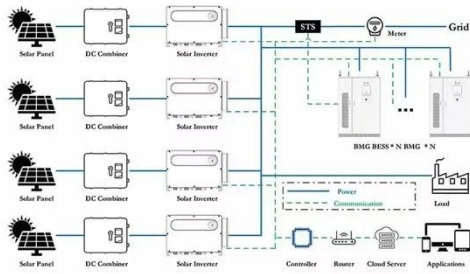 STS
Meter
Grid
Solar Panel
DC Combiner
Solar Inverter
Solar Panel
DC Combiner
Solar Inverter
BMG BESS * N BMG * N
Solar Panel
DC Combiner
Solar Inverter
Power
Communication
Load
Solar Panel
DC Combiner
Solar Inverter
Controller
Router
Cloud Server
Applications